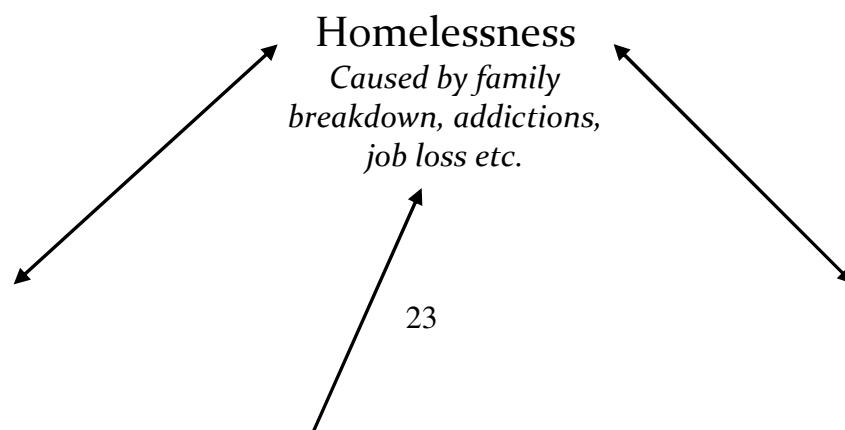 Homelessness
Caused by family
breakdown, addictions,
job loss etc.
23